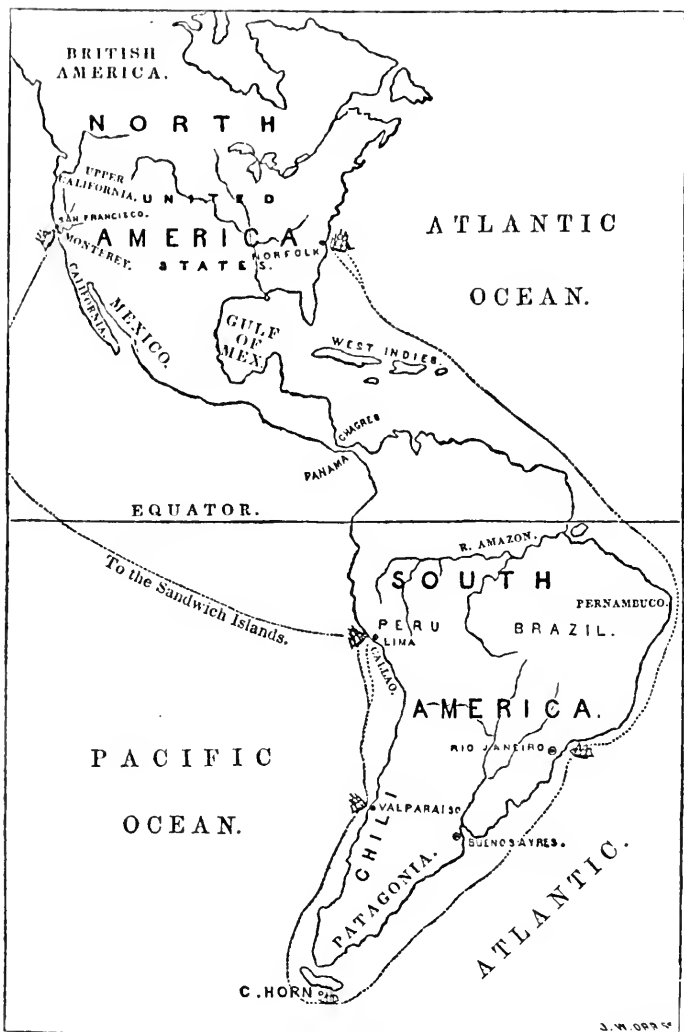 BRITISH
AMERICA.
NORTH
UPPER
CALIFORNIA.
UNITED
SAN FRANCISCO.
MONTEREY.
AMERICA
NORFOLK
STATES.
ATLANTIC
OCEAN.
CALIFORNIA.
MEXICO.
GULF
OF
MEX.
WEST INDIES.
CHAGRES
PANAMA
EQUATOR.
R. AMAZON.
To the Sandwich Islands.
SOUTH
PERNAMBUCO.
PERU
LIMA
BRAZIL.
CALLAO.
AMERICA.
RIO JANEIRO
PACIFIC
OCEAN.
VALPARAISO
CHILI
BUENOS AYRES.
PATAGONIA.
ATLANTIC.
C. HORN
J. W. ORR